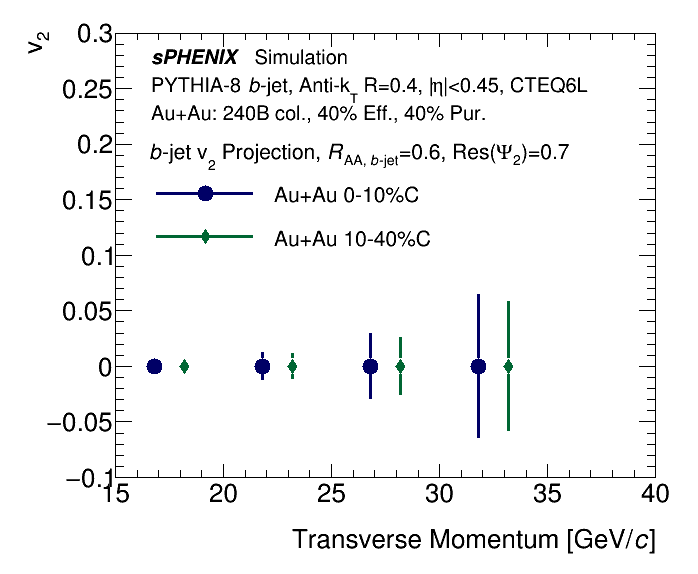 v2
0.3
0.25
0.2
0.15
0.1
0.05
0
−0.05
−0.1
sPHENIX Simulation
PYTHIA-8 b-jet, Anti-kT R=0.4, |η|<0.45, CTEQ6L
Au+Au: 240B col., 40% Eff., 40% Pur.
b-jet v2 Projection, RAA, b-jet=0.6, Res(Ψ2)=0.7
Au+Au 0-10%C
Au+Au 10-40%C
15 20 25 30 35 40
Transverse Momentum [GeV/c]